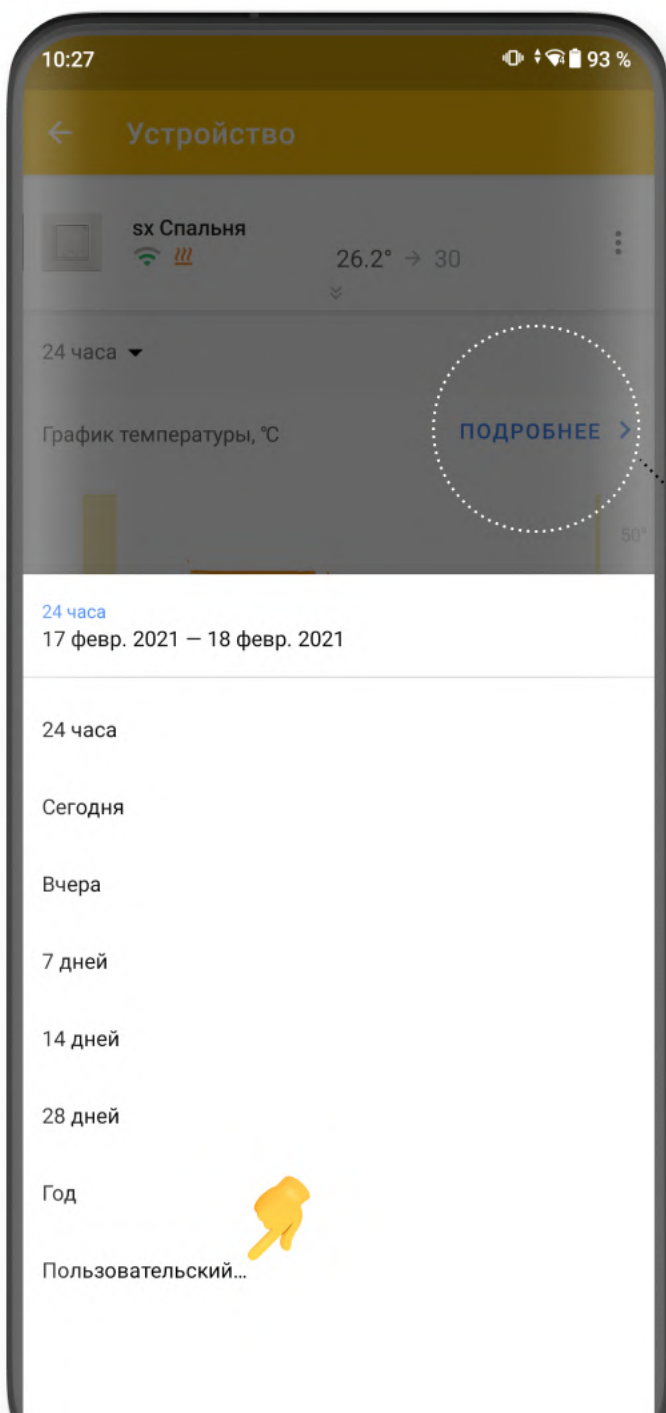 10:27
93 %
Устройство
sx Спальня
26.2° → 30
24 часа
График температуры, °C
ПОДРОБНЕЕ
50°
24 часа
17 февр. 2021 — 18 февр. 2021
24 часа
Сегодня
Вчера
7 дней
14 дней
28 дней
Год
Пользовательский...